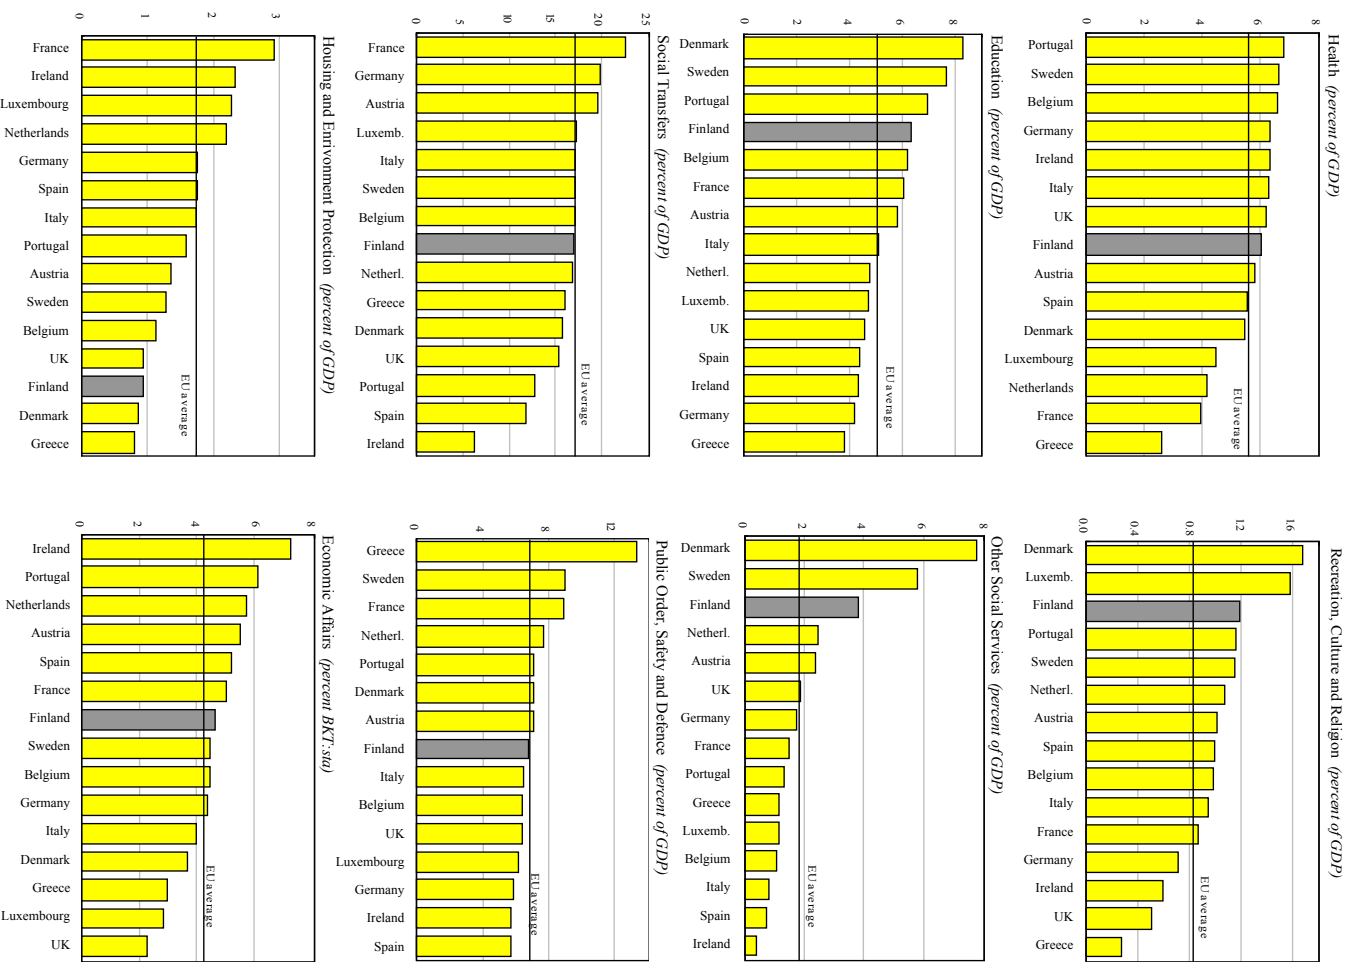 Housing and Enrivonment Protection (percent of GDP)
0
1
2
3
France
Ireland
Luxembourg
Netherlands
Germany
Spain
Italy
Portugal
Austria
Sweden
Belgium
UK
Finland
Denmark
Greece
EU average
Social Transfers (percent of GDP)
0
5
10
15
20
25
France
Germany
Austria
Luxemb.
Italy
Sweden
Belgium
Finland
Netherl.
Greece
Denmark
UK
Portugal
Spain
Ireland
EU average
Education (percent of GDP)
0
2
4
6
8
Denmark
Sweden
Portugal
Finland
Belgium
France
Austria
Italy
Netherl.
Luxemb.
UK
Spain
Ireland
Germany
Greece
EU average
Health (percent of GDP)
0
2
4
6
8
Portugal
Sweden
Belgium
Germany
Ireland
Italy
UK
Finland
Austria
Spain
Denmark
Luxembourg
Netherlands
France
Greece
EU average
Economic Affairs (percent BKT:sta)
0
2
4
6
8
Ireland
Portugal
Netherlands
Austria
Spain
France
Finland
Sweden
Belgium
Germany
Italy
Denmark
Greece
Luxembourg
UK
EU average
Public Order, Safety and Defence (percent of GDP)
0
4
8
12
Greece
Sweden
France
Netherl.
Portugal
Denmark
Austria
Finland
Italy
Belgium
UK
Luxembourg
Germany
Ireland
Spain
EU average
Other Social Services (percent of GDP)
0
2
4
6
8
Denmark
Sweden
Finland
Netherl.
Austria
UK
Germany
France
Portugal
Greece
Luxemb.
Belgium
Italy
Spain
Ireland
EU average
Recreation, Culture and Religion (percent of GDP)
0.0
0.4
0.8
1.2
1.6
Denmark
Luxemb.
Finland
Portugal
Sweden
Netherl.
Austria
Spain
Belgium
Italy
France
Germany
Ireland
UK
Greece
EU average